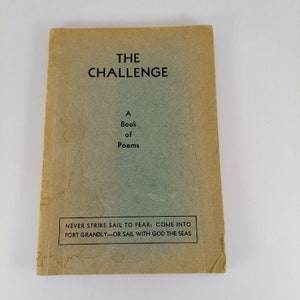 THE
CHALLENGE
A
Book
of
Poems
NEVER STRIKE SAIL TO FEAR: COME INTO
PORT GRANDLY—OR SAIL WITH GOD THE SEAS